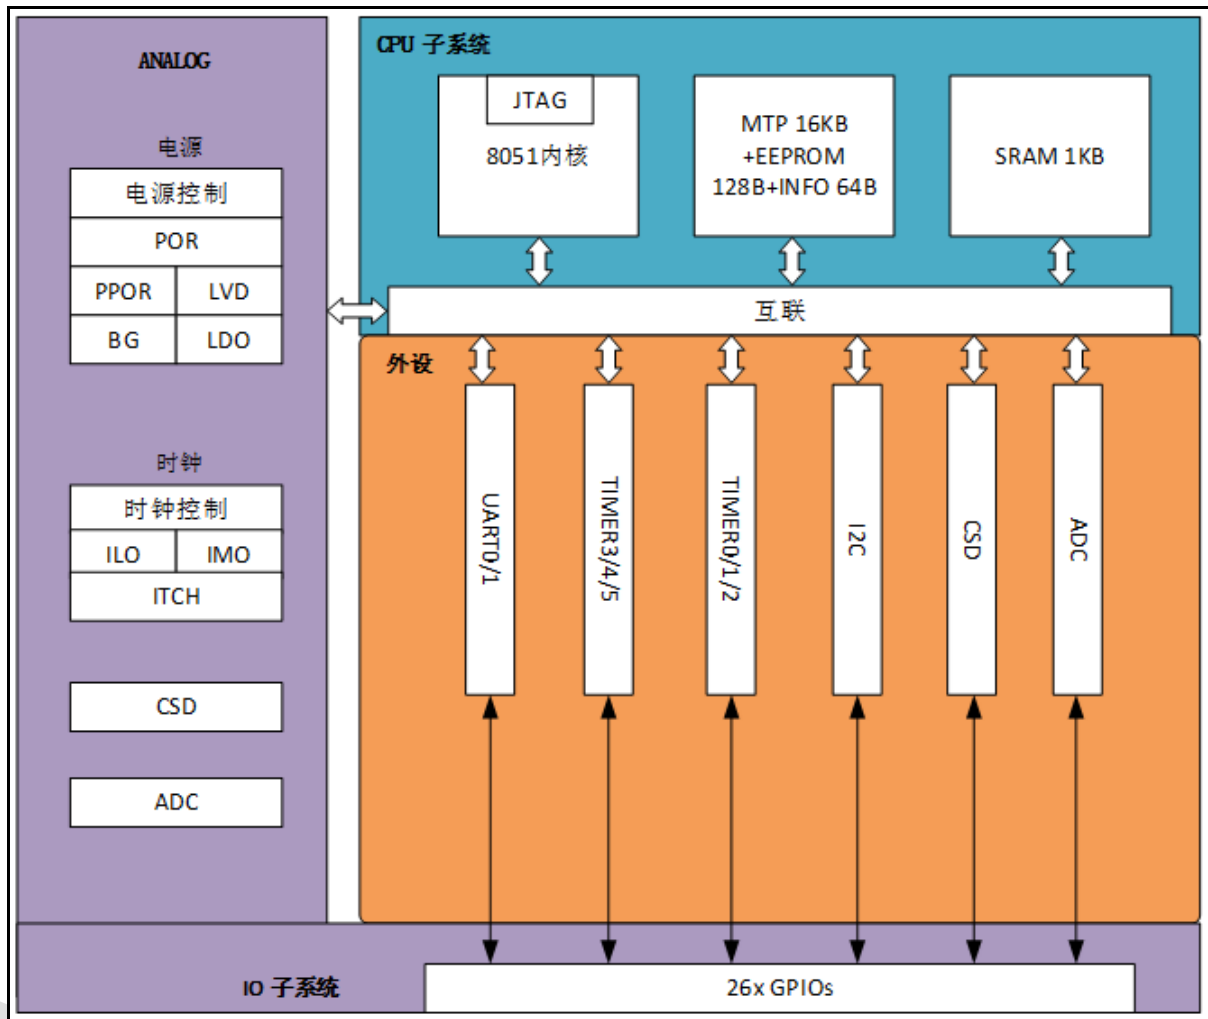 ANALOG
电源
电源控制
POR
PPOR
LVD
BG
LDO
时钟
时钟控制
ILO
IMO
ITCH
CSD
ADC
CPU 子系统
JTAG
8051内核
MTP 16KB
+EEPROM
128B+INFO 64B
SRAM 1KB
互联
外设
UART0/1
TIMER3/4/5
TIMER0/1/2
I2C
CSD
ADC
IO 子系统
26x GPIOs